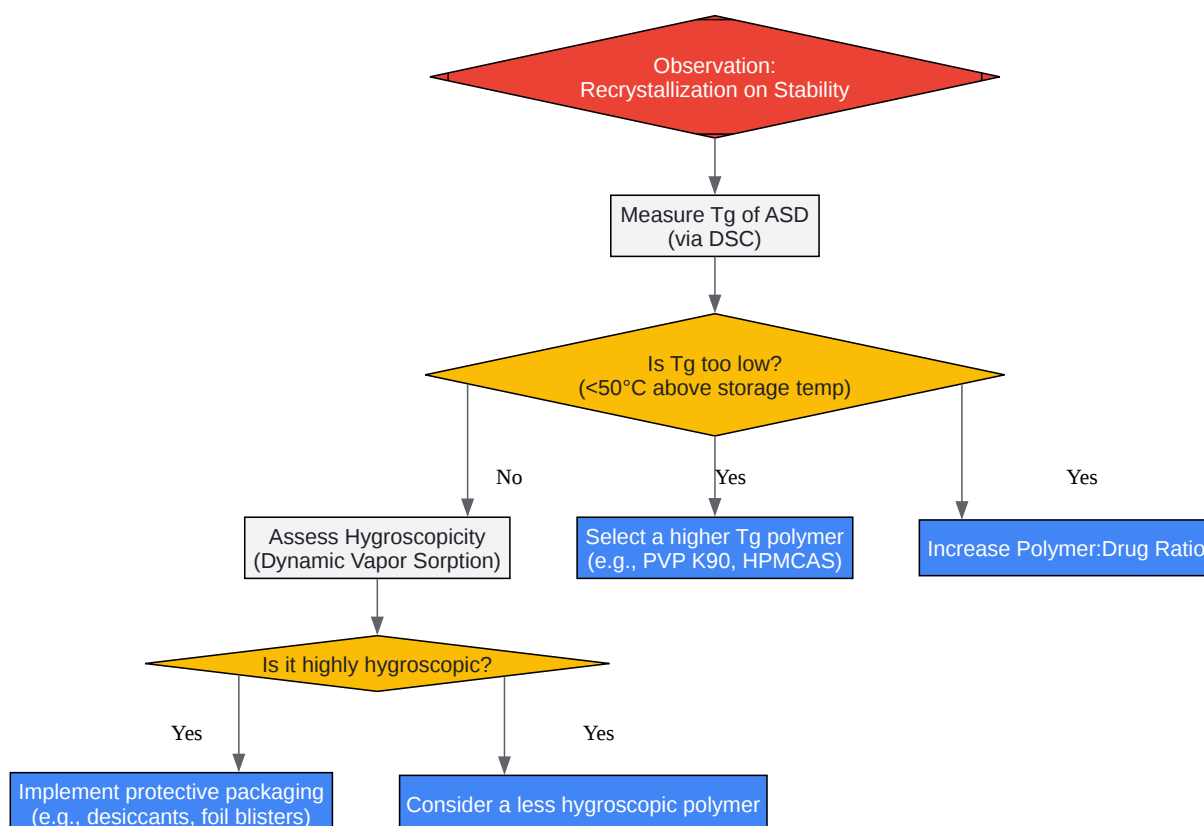 Observation:
Recrystallization on Stability
Measure Tg of ASD
(via DSC)
Is Tg too low?
(<50°C above storage temp)
No
Yes
Yes
Assess Hygroscopicity
(Dynamic Vapor Sorption)
Select a higher Tg polymer
(e.g., PVP K90, HPMCAS)
Increase Polymer:Drug Ratio
Is it highly hygroscopic?
Yes
Yes
Implement protective packaging
(e.g., desiccants, foil blisters)
Consider a less hygroscopic polymer